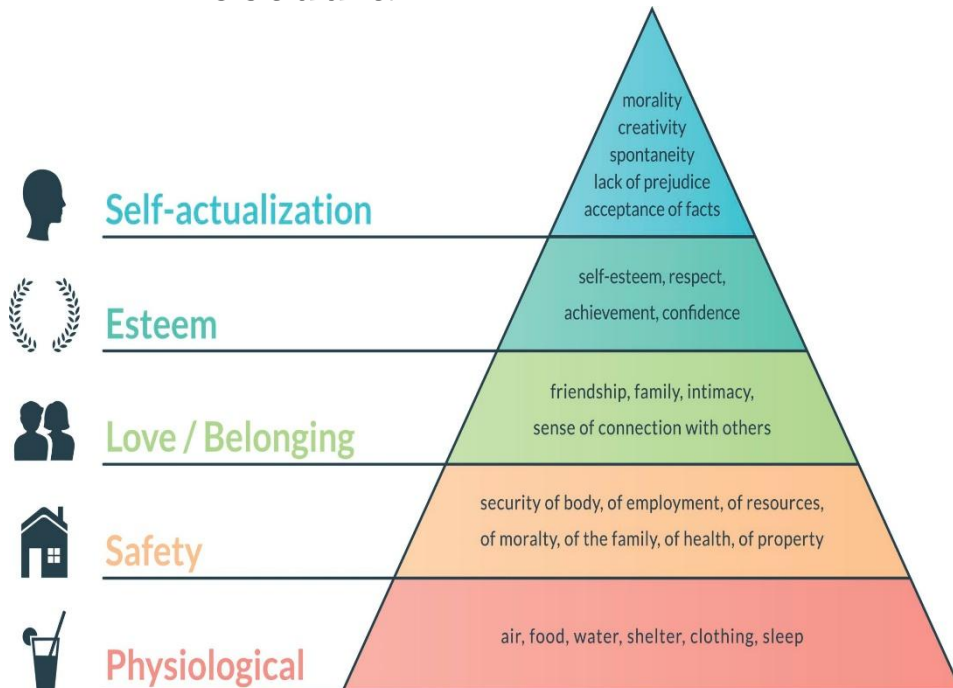 morality
creativity
spontaneity
lack of prejudice
acceptance of facts
Self-actualization
self-esteem, respect,
achievement, confidence
Esteem
friendship, family, intimacy,
sense of connection with others
Love / Belonging
security of body, of employment, of resources,
of moralty, of the family, of health, of property
Safety
air, food, water, shelter, clothing, sleep
Physiological